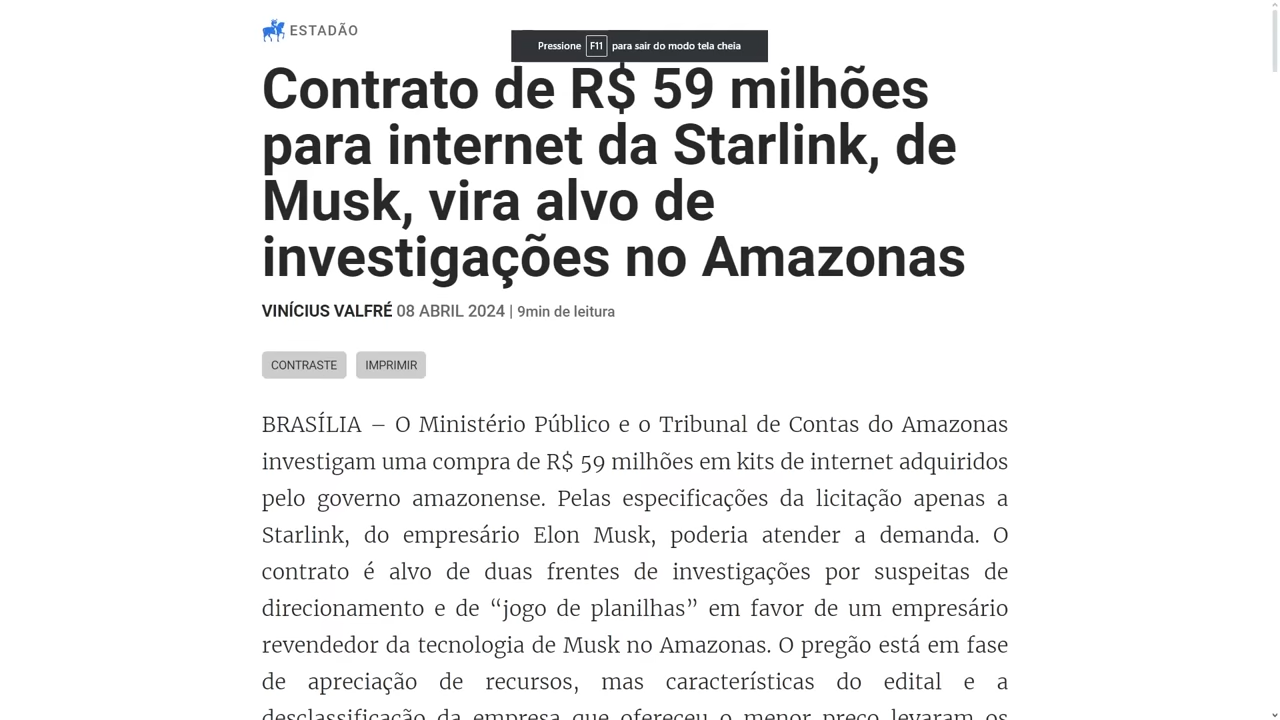 ESTADÃO
Pressione F11 para sair do modo tela cheia
Contrato de R$ 59 milhões
para internet da Starlink, de
Musk, vira alvo de
investigações no Amazonas
VINÍCIUS VALFRÉ 08 ABRIL 2024 | 9min de leitura
CONTRASTE IMPRIMIR
BRASÍLIA – O Ministério Público e o Tribunal de Contas do Amazonas
investigam uma compra de R$ 59 milhões em kits de internet adquiridos
pelo governo amazonense. Pelas especificações da licitação apenas a
Starlink, do empresário Elon Musk, poderia atender a demanda. O
contrato é alvo de duas frentes de investigações por suspeitas de
direcionamento e de “jogo de planilhas” em favor de um empresário
revendedor da tecnologia de Musk no Amazonas. O pregão está em fase
de apreciação de recursos, mas características do edital e a
desclassificação da empresa que ofereceu o menor preço levaram os